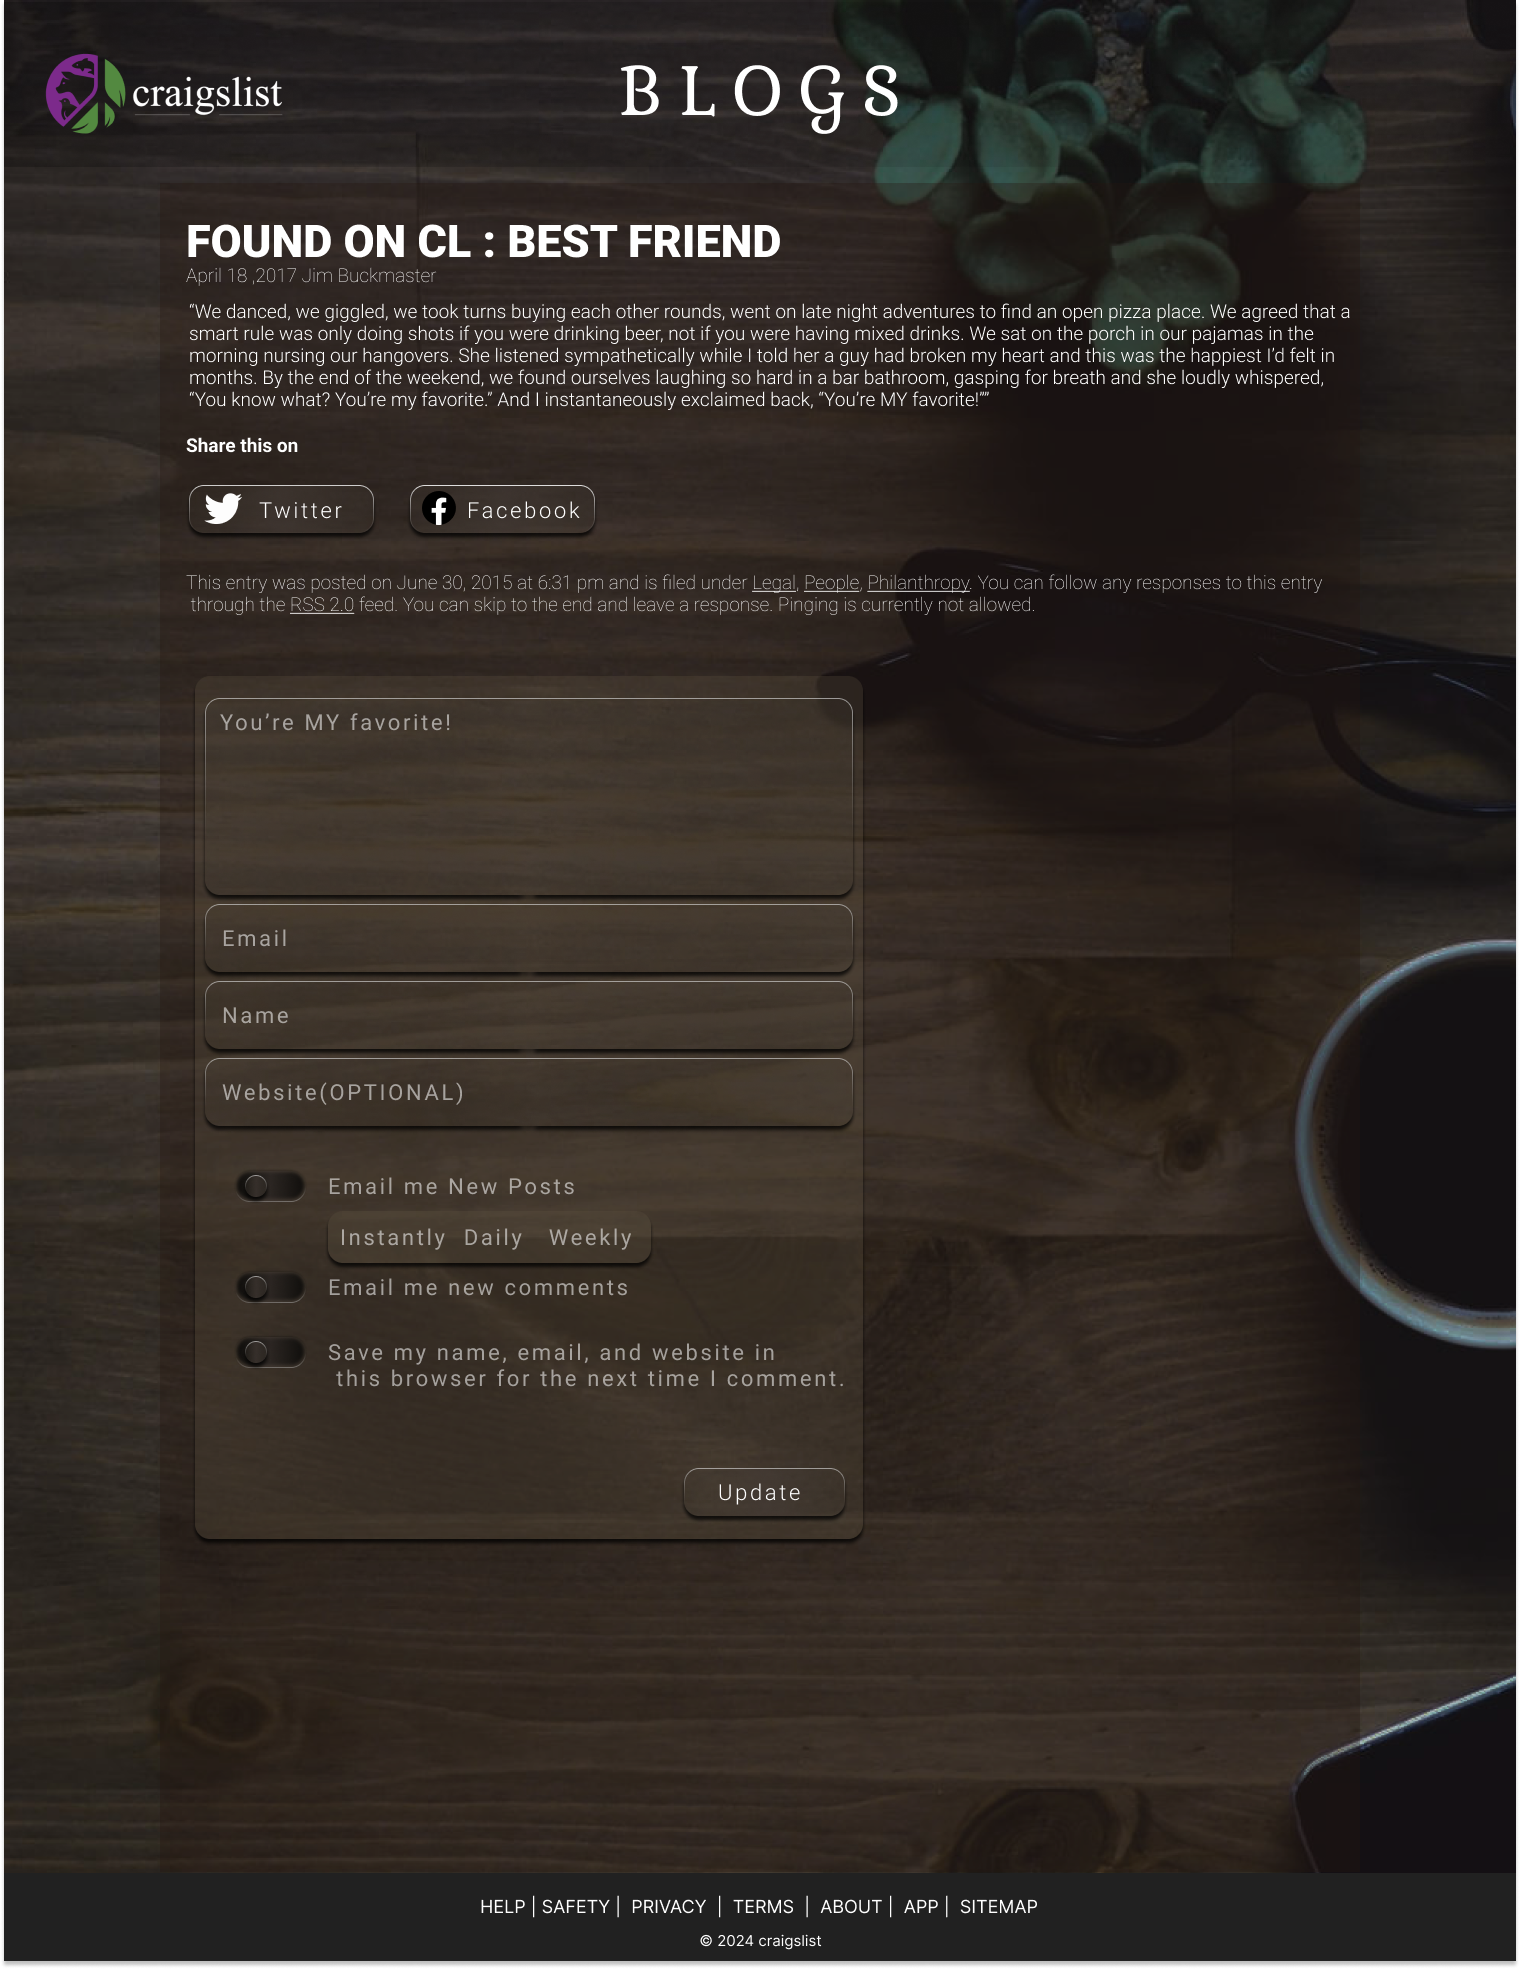 craigslist
BLOGS
FOUND ON CL : BEST FRIEND
April 18 ,2017 Jim Buckmaster
“We danced, we giggled, we took turns buying each other rounds, went on late night adventures to find an open pizza place. We agreed that a
smart rule was only doing shots if you were drinking beer, not if you were having mixed drinks. We sat on the porch in our pajamas in the
morning nursing our hangovers. She listened sympathetically while I told her a guy had broken my heart and this was the happiest I’d felt in
months. By the end of the weekend, we found ourselves laughing so hard in a bar bathroom, gasping for breath and she loudly whispered,
“You know what? You’re my favorite.” And I instantaneously exclaimed back, “You’re MY favorite!””
Share this on
Twitter Facebook
This entry was posted on June 30, 2015 at 6:31 pm and is filed under Legal, People, Philanthropy. You can follow any responses to this entry
through the RSS 2.0 feed. You can skip to the end and leave a response. Pinging is currently not allowed.
You’re MY favorite!
Email
Name
Website(OPTIONAL)
Email me New Posts
Instantly Daily Weekly
Email me new comments
Save my name, email, and website in
this browser for the next time I comment.
Update
HELP | SAFETY | PRIVACY | TERMS | ABOUT | APP | SITEMAP
© 2024 craigslist